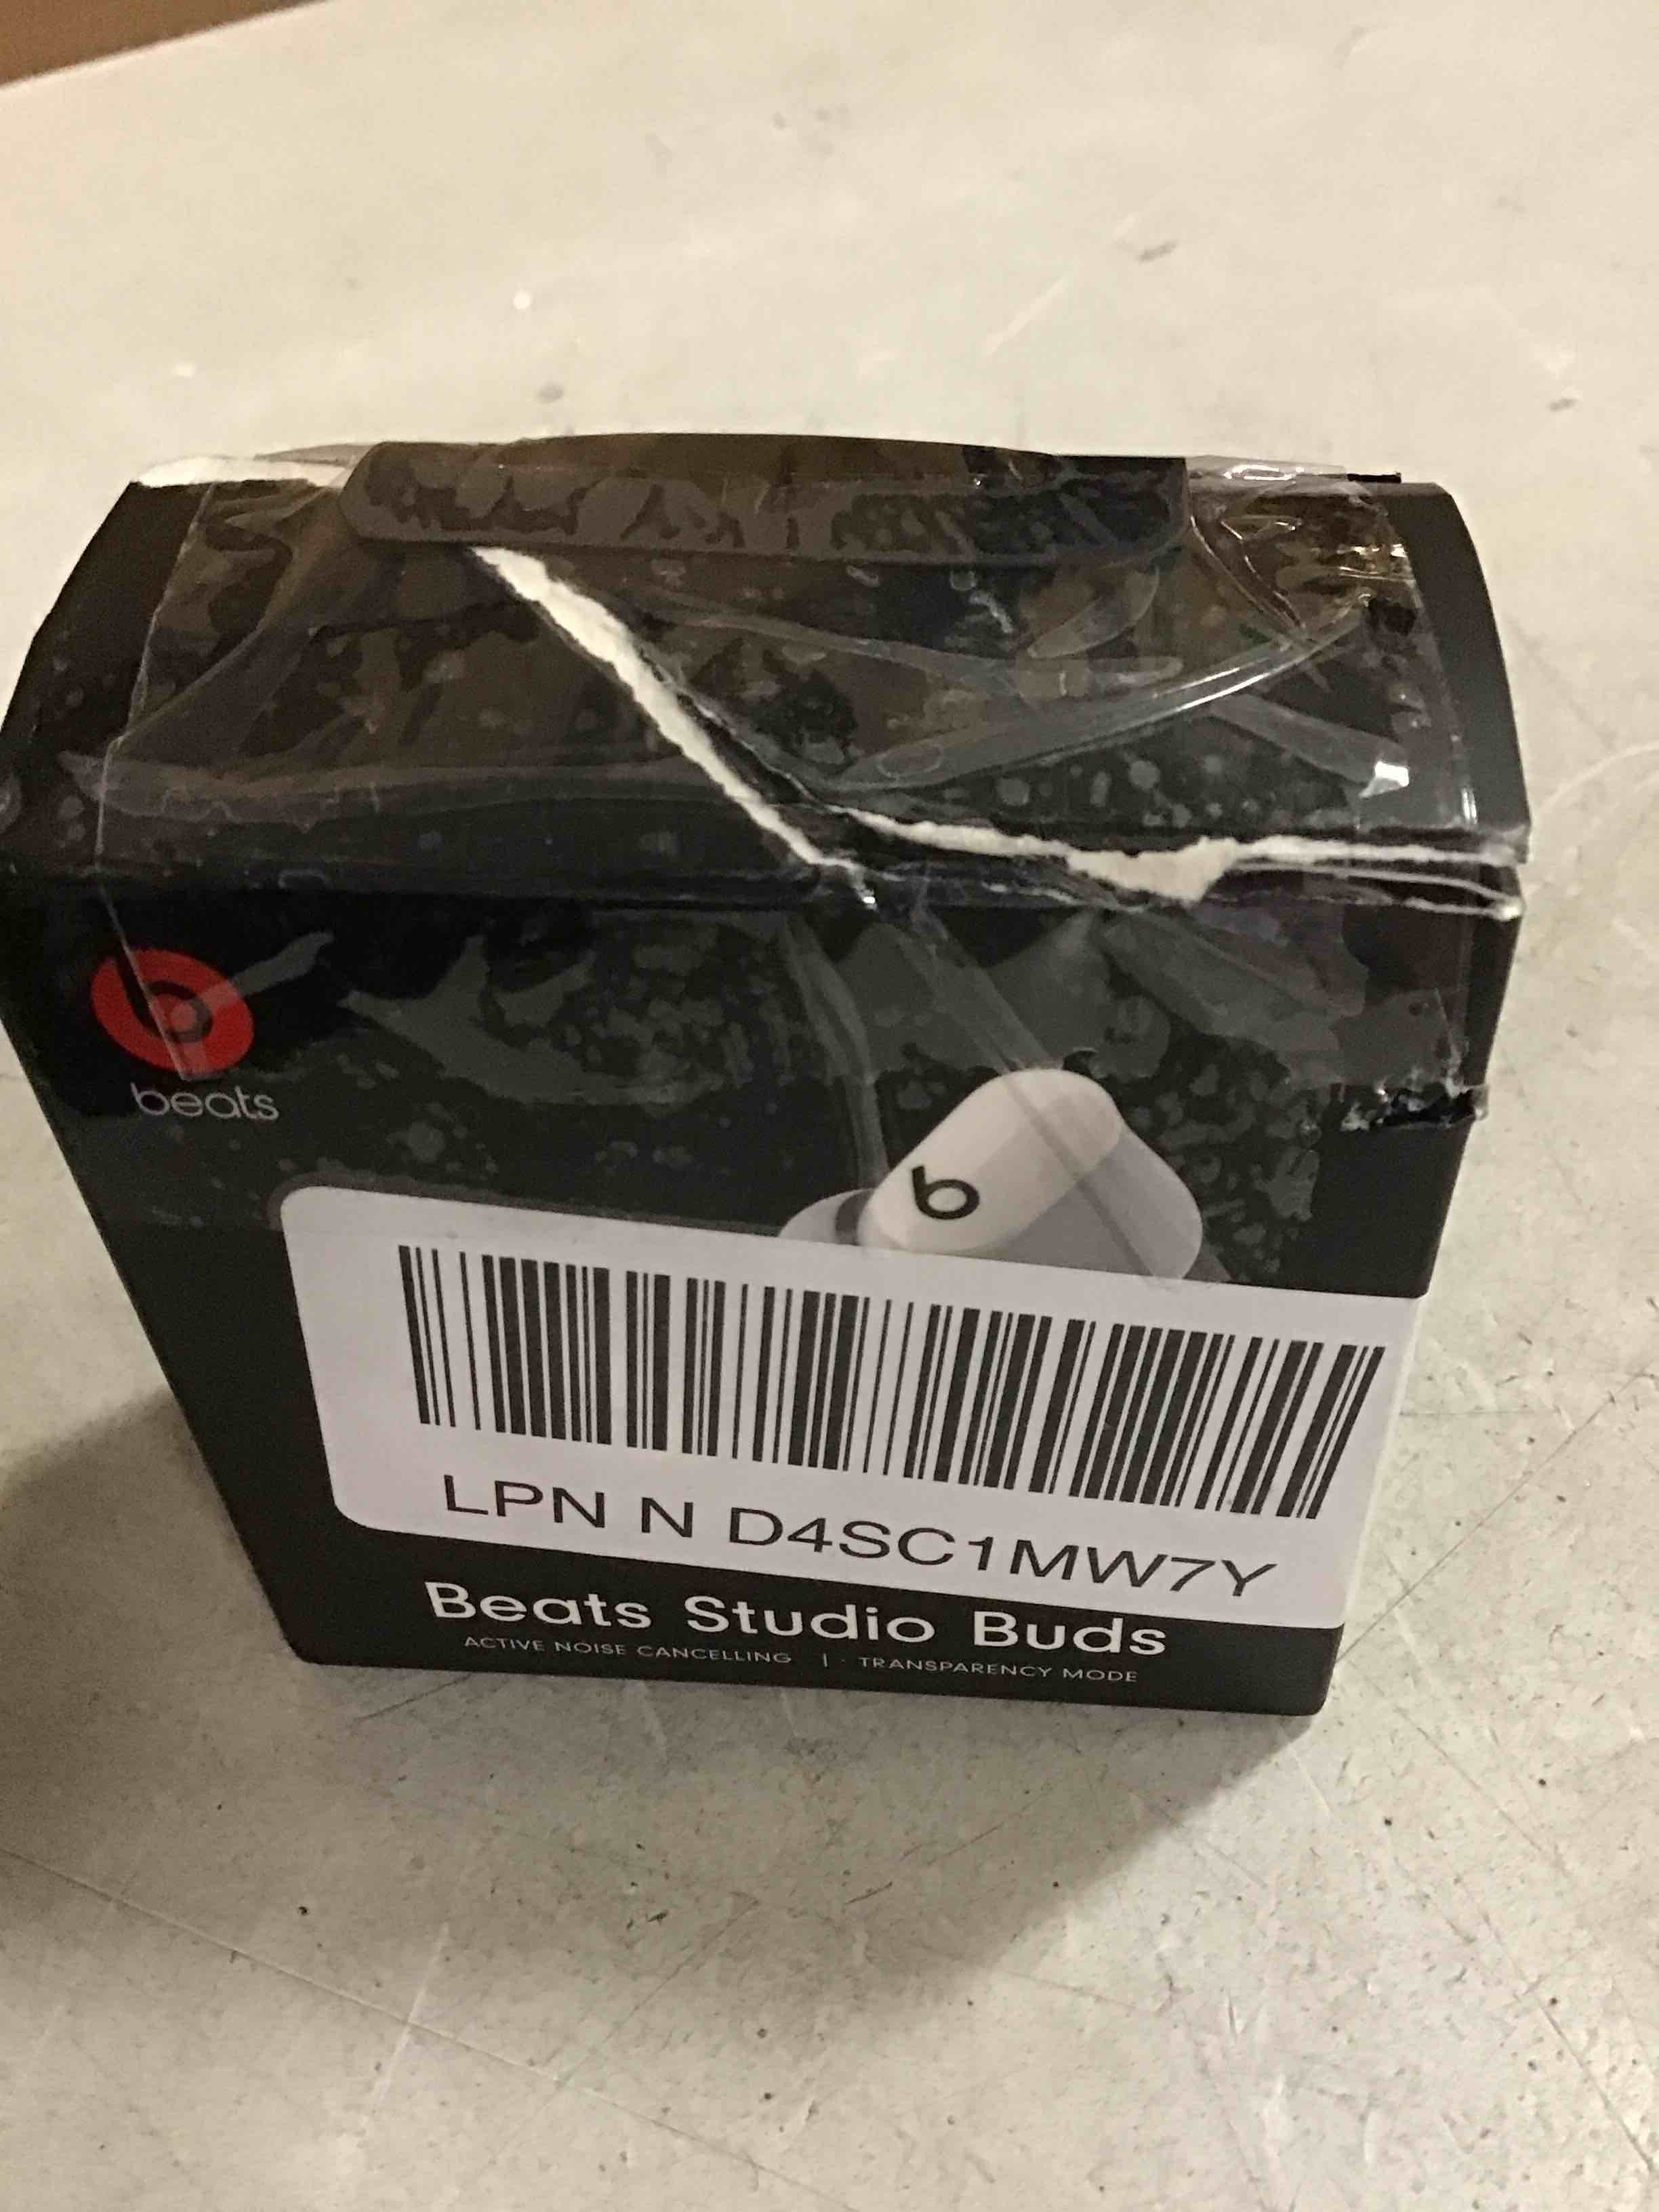 beats
b
LPN N D4SC1MW7Y
Beats Studio Buds
ACTIVE NOISE CANCELLING | TRANSPARENCY MODE